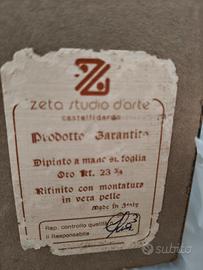 zeta studio d'arte
castelfidardo
Prodotto Garantito
Dipinto a mano su foglia
Oro Kt. 23 ¾
Rifinito con montatura
in vera pelle
Made in Italy
Rep. controllo qualità
Il Responsabile
subito